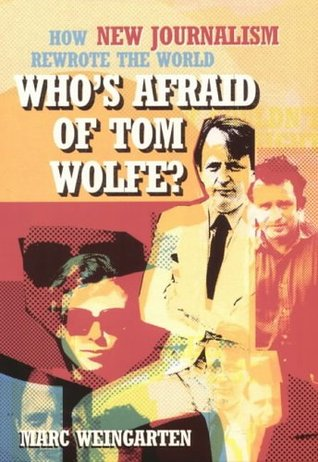 HOW NEW JOURNALISM
REWROTE THE WORLD
WHO'S AFRAID
OF TOM
WOLFE?
MARC WEINGARTEN